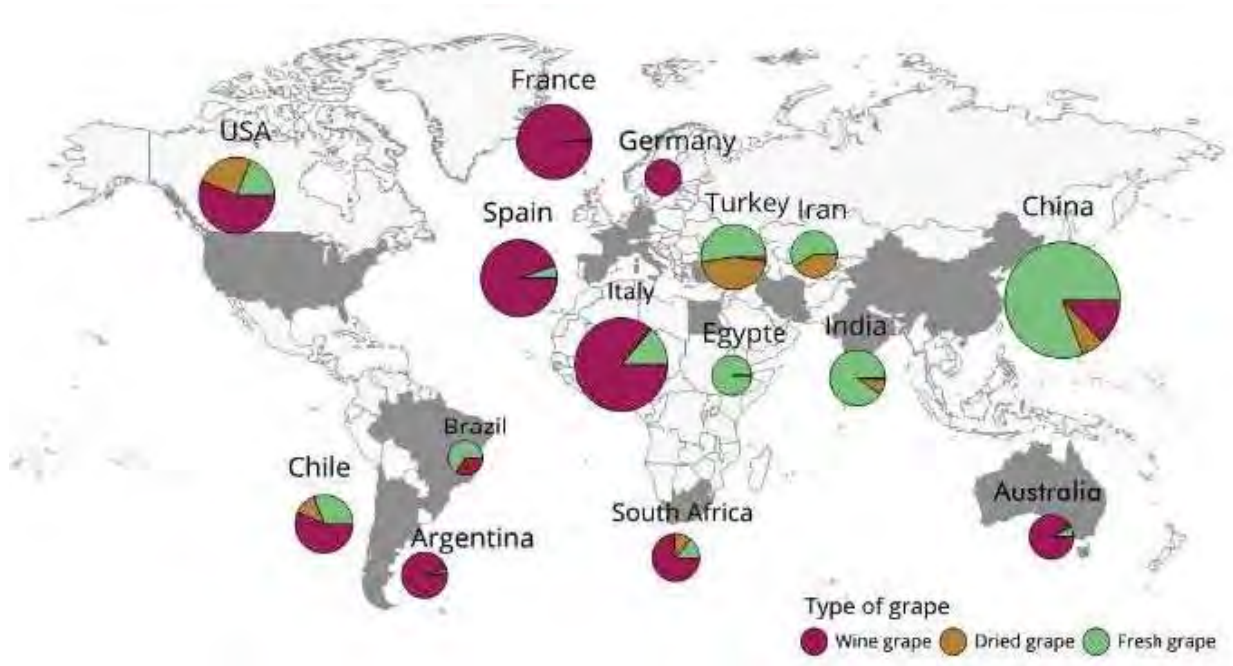 France
USA
Germany
Spain
Turkey
Iran
China
Italy
Egypte
India
Brazil
Chile
Australia
South Africa
Argentina
Type of grape
Wine grape
Dried grape
Fresh grape